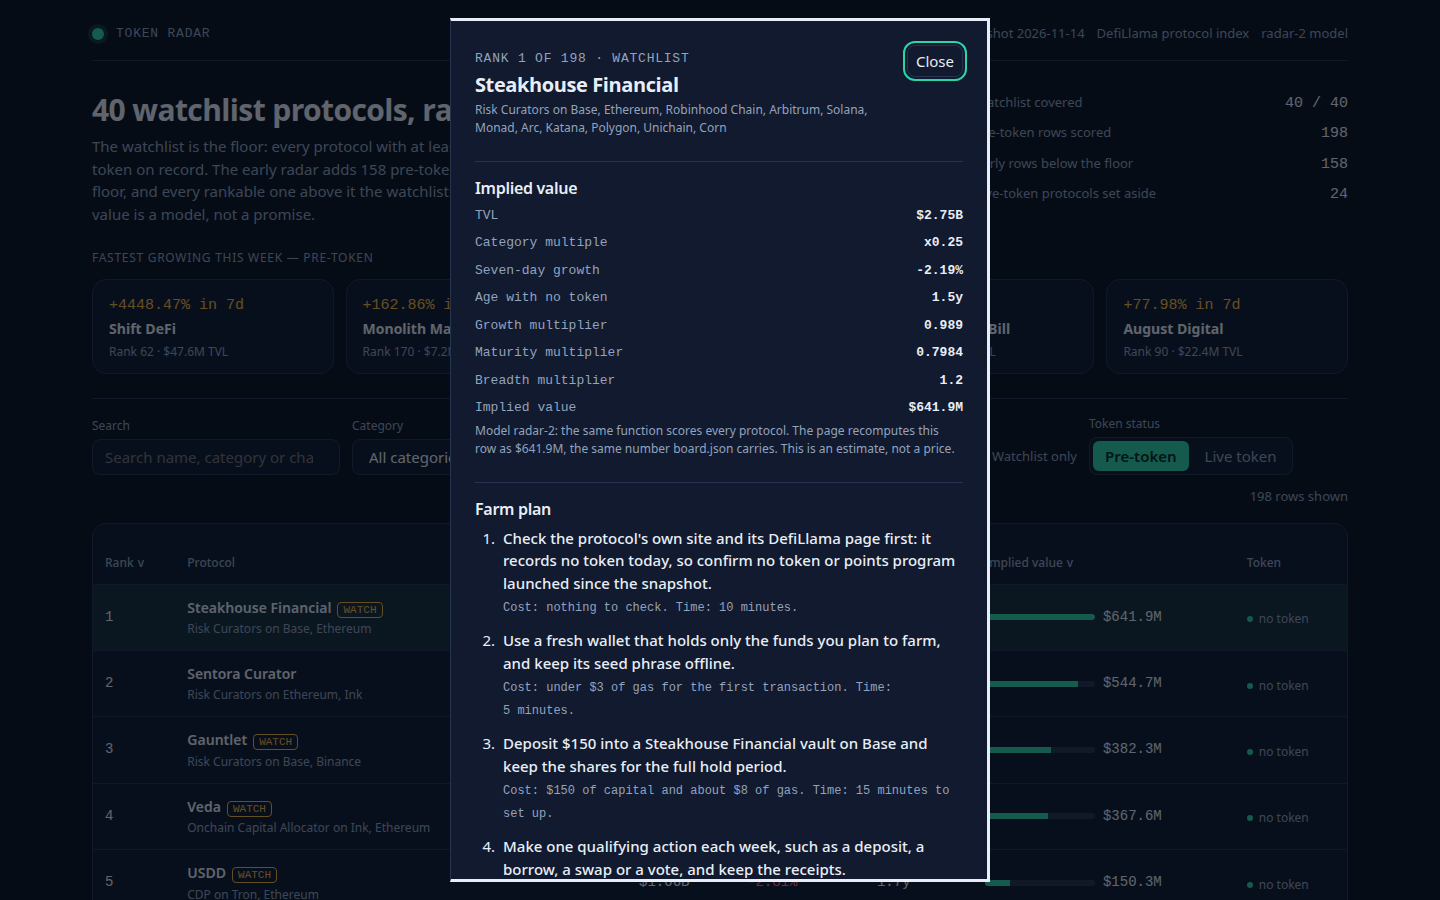 TOKEN RADAR
shot 2026-11-14 DefiLlama protocol index radar-2 model
40 watchlist protocols, ra
The watchlist is the floor: every protocol with at lea
token on record. The early radar adds 158 pre-toke
floor, and every rankable one above it the watchlist
value is a model, not a promise.
atchlist covered 40 / 40
e-token rows scored 198
rly rows below the floor 158
ve-token protocols set aside 24
FASTEST GROWING THIS WEEK — PRE-TOKEN
+4448.47% in 7d
Shift DeFi
Rank 62 · $47.6M TVL
+162.86% i
Monolith Ma
Rank 170 · $7.2
Bill
L
+77.98% in 7d
August Digital
Rank 90 · $22.4M TVL
Search
Search name, category or cha
Category
All categori
Watchlist only
Token status
Pre-token Live token
198 rows shown
Rank v Protocol mplied value v Token
1 Steakhouse Financial WATCH $641.9M no token
Risk Curators on Base, Ethereum
2 Sentora Curator $544.7M no token
Risk Curators on Ethereum, Ink
3 Gauntlet WATCH $382.3M no token
Risk Curators on Base, Binance
4 Veda WATCH $367.6M no token
Onchain Capital Allocator on Ink, Ethereum
5 USDD WATCH $150.3M no token
CDP on Tron, Ethereum
RANK 1 OF 198 · WATCHLIST
Close
Steakhouse Financial
Risk Curators on Base, Ethereum, Robinhood Chain, Arbitrum, Solana,
Monad, Arc, Katana, Polygon, Unichain, Corn
Implied value
TVL $2.75B
Category multiple x0.25
Seven-day growth -2.19%
Age with no token 1.5y
Growth multiplier 0.989
Maturity multiplier 0.7984
Breadth multiplier 1.2
Implied value $641.9M
Model radar-2: the same function scores every protocol. The page recomputes this
row as $641.9M, the same number board.json carries. This is an estimate, not a price.
Farm plan
1. Check the protocol's own site and its DefiLlama page first: it
records no token today, so confirm no token or points program
launched since the snapshot.
Cost: nothing to check. Time: 10 minutes.
2. Use a fresh wallet that holds only the funds you plan to farm,
and keep its seed phrase offline.
Cost: under $3 of gas for the first transaction. Time:
5 minutes.
3. Deposit $150 into a Steakhouse Financial vault on Base and
keep the shares for the full hold period.
Cost: $150 of capital and about $8 of gas. Time: 15 minutes to
set up.
4. Make one qualifying action each week, such as a deposit, a
borrow, a swap or a vote, and keep the receipts.